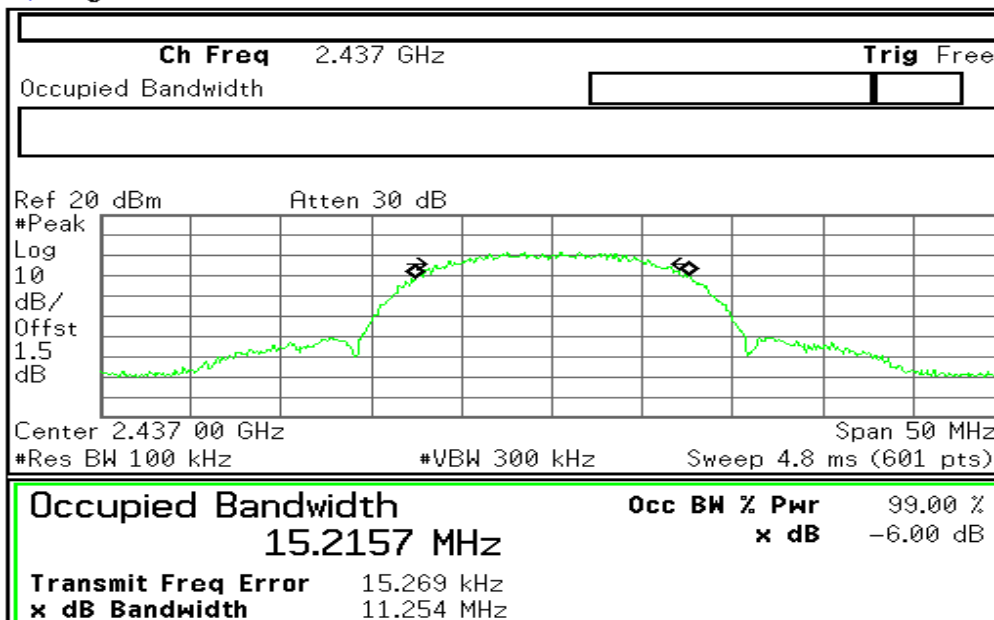 Ch Freq 2.437 GHz Trig Free
Occupied Bandwidth
Ref 20 dBm Atten 30 dB
#Peak
Log
10
dB/
Offst
1.5
dB
Center 2.437 00 GHz Span 50 MHz
#Res BW 100 kHz #VBW 300 kHz Sweep 4.8 ms (601 pts)
Occupied Bandwidth Occ BW % Pwr 99.00 %
15.2157 MHz x dB -6.00 dB
Transmit Freq Error 15.269 kHz
x dB Bandwidth 11.254 MHz